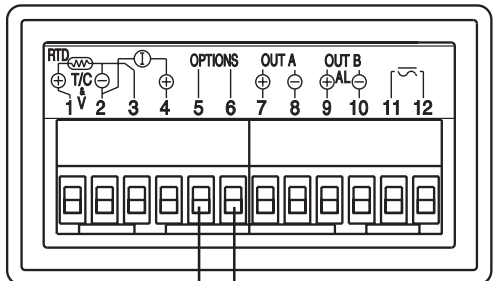 RTD
T/C & V
OPTIONS
OUT A
OUT B
AL
1 2 3 4 5 6 7 8 9 10 11 12